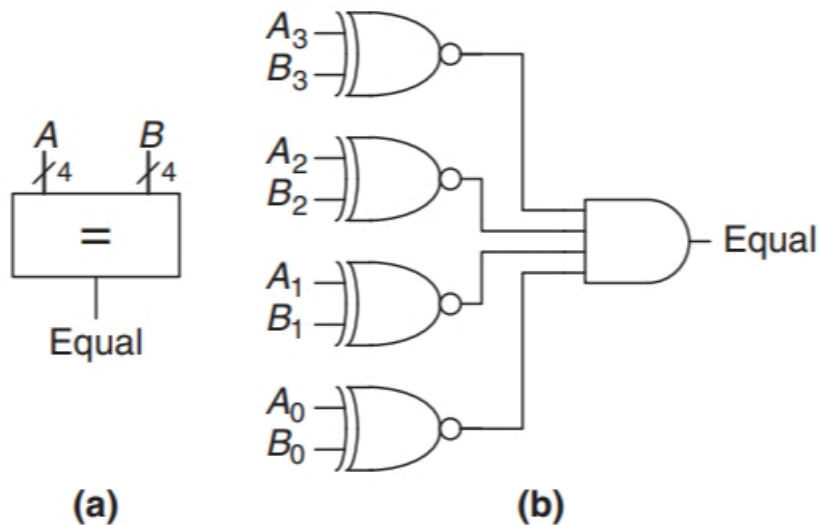 A B
4 4
=
Equal
(a)
A₃
B₃
A₂
B₂
A₁
B₁
A₀
B₀
Equal
(b)